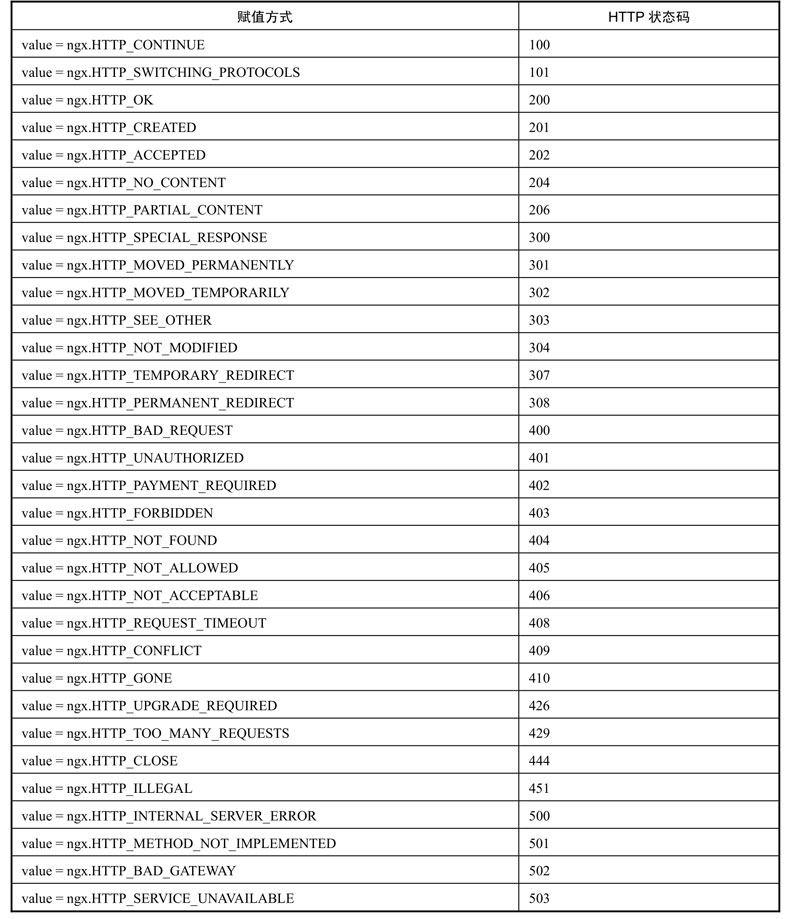 赋值方式 HTTP 状态码
value = ngx.HTTP_CONTINUE 100
value = ngx.HTTP_SWITCHING_PROTOCOLS 101
value = ngx.HTTP_OK 200
value = ngx.HTTP_CREATED 201
value = ngx.HTTP_ACCEPTED 202
value = ngx.HTTP_NO_CONTENT 204
value = ngx.HTTP_PARTIAL_CONTENT 206
value = ngx.HTTP_SPECIAL_RESPONSE 300
value = ngx.HTTP_MOVED_PERMANENTLY 301
value = ngx.HTTP_MOVED_TEMPORARILY 302
value = ngx.HTTP_SEE_OTHER 303
value = ngx.HTTP_NOT_MODIFIED 304
value = ngx.HTTP_TEMPORARY_REDIRECT 307
value = ngx.HTTP_PERMANENT_REDIRECT 308
value = ngx.HTTP_BAD_REQUEST 400
value = ngx.HTTP_UNAUTHORIZED 401
value = ngx.HTTP_PAYMENT_REQUIRED 402
value = ngx.HTTP_FORBIDDEN 403
value = ngx.HTTP_NOT_FOUND 404
value = ngx.HTTP_NOT_ALLOWED 405
value = ngx.HTTP_NOT_ACCEPTABLE 406
value = ngx.HTTP_REQUEST_TIMEOUT 408
value = ngx.HTTP_CONFLICT 409
value = ngx.HTTP_GONE 410
value = ngx.HTTP_UPGRADE_REQUIRED 426
value = ngx.HTTP_TOO_MANY_REQUESTS 429
value = ngx.HTTP_CLOSE 444
value = ngx.HTTP_ILLEGAL 451
value = ngx.HTTP_INTERNAL_SERVER_ERROR 500
value = ngx.HTTP_METHOD_NOT_IMPLEMENTED 501
value = ngx.HTTP_BAD_GATEWAY 502
value = ngx.HTTP_SERVICE_UNAVAILABLE 503